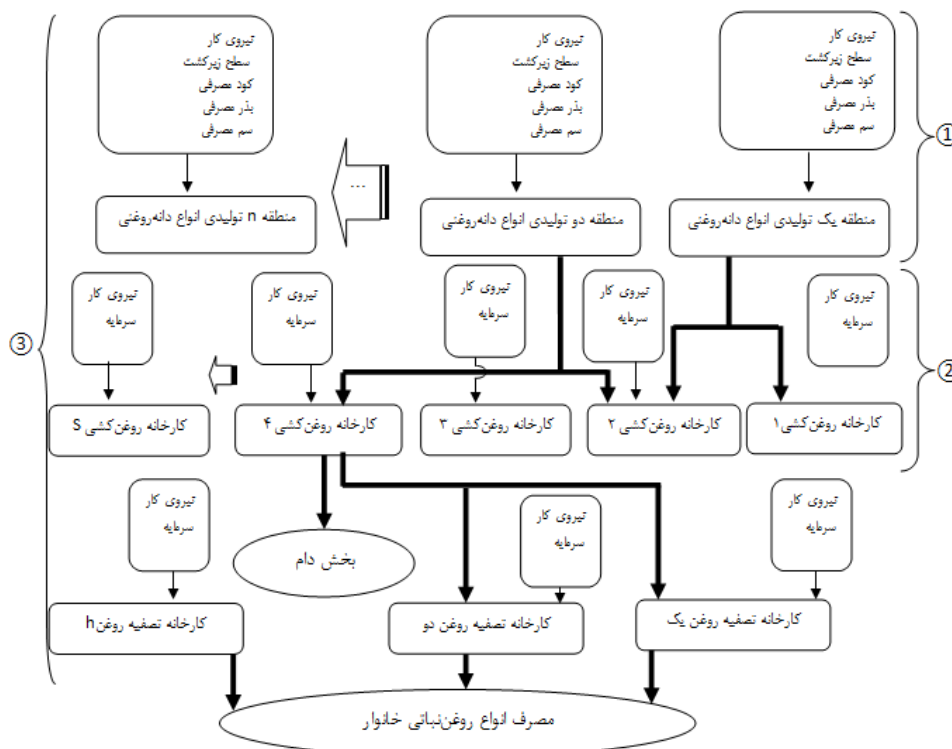 تیروی کار
سطح زیرکشت
کود مصرفی
بذر مصرفی
سم مصرفی
تیروی کار
سطح زیرکشت
کود مصرفی
بذر مصرفی
سم مصرفی
تیروی کار
سطح زیرکشت
کود مصرفی
بذر مصرفی
سم مصرفی
①
...
منطقه یک تولیدی انواع دانه‌روغنی
منطقه دو تولیدی انواع دانه‌روغنی
منطقه n تولیدی انواع دانه‌روغنی
تیروی کار
سرمایه
تیروی کار
سرمایه
تیروی کار
سرمایه
تیروی کار
سرمایه
تیروی کار
سرمایه
②
③
کارخانه روغن‌کشی۱
کارخانه روغن‌کشی ۲
کارخانه روغن‌کشی ۳
کارخانه روغن‌کشی ۴
کارخانه روغن‌کشی S
تیروی کار
سرمایه
تیروی کار
سرمایه
تیروی کار
سرمایه
بخش دام
کارخانه تصفیه روغن یک
کارخانه تصفیه روغن دو
کارخانه تصفیه روغن h
مصرف انواع روغن‌نباتی خانوار